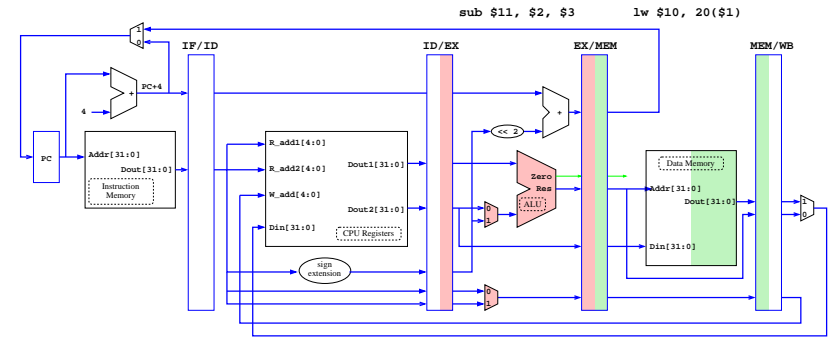 sub $11, $2, $3 lw $10, 20($1)
IF/ID ID/EX EX/MEM MEM/WB
1
0
PC+4
+
4
+
<< 2
PC
Addr[31:0]
Dout[31:0]
Instruction
Memory
R_add1[4:0]
R_add2[4:0]
W_add[4:0]
Din[31:0]
Dout1[31:0]
Dout2[31:0]
CPU Registers
sign
extension
0
1
0
1
Zero
Res
ALU
Data Memory
Addr[31:0]
Dout[31:0]
Din[31:0]
1
0